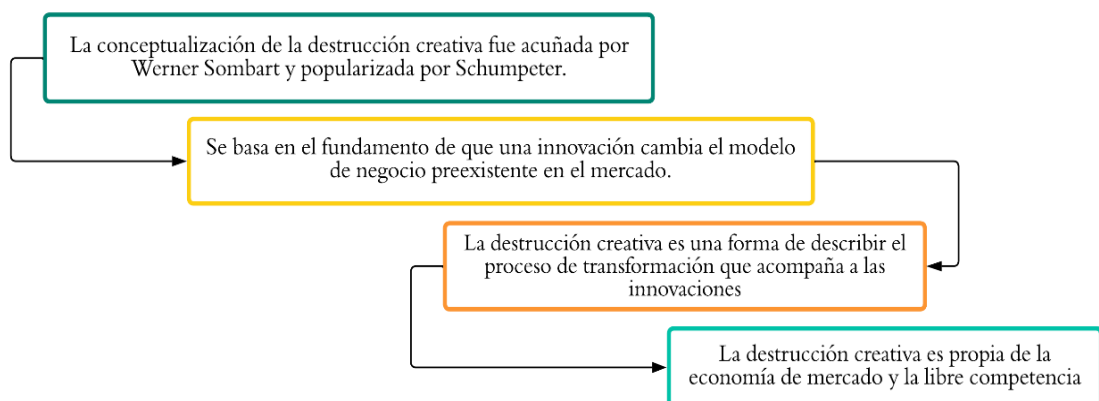 La conceptualización de la destrucción creativa fue acuñada por
Werner Sombart y popularizada por Schumpeter.
Se basa en el fundamento de que una innovación cambia el modelo
de negocio preexistente en el mercado.
La destrucción creativa es una forma de describir el
proceso de transformación que acompaña a las
innovaciones
La destrucción creativa es propia de la
economía de mercado y la libre competencia